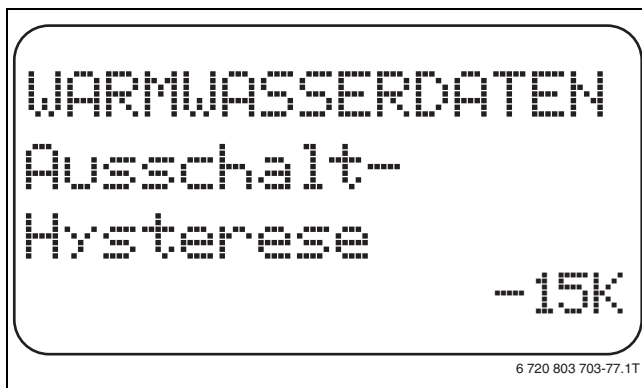 WARMWASSERDATEN
Ausschalt-
Hysterese
-15K
6 720 803 703-77.1T